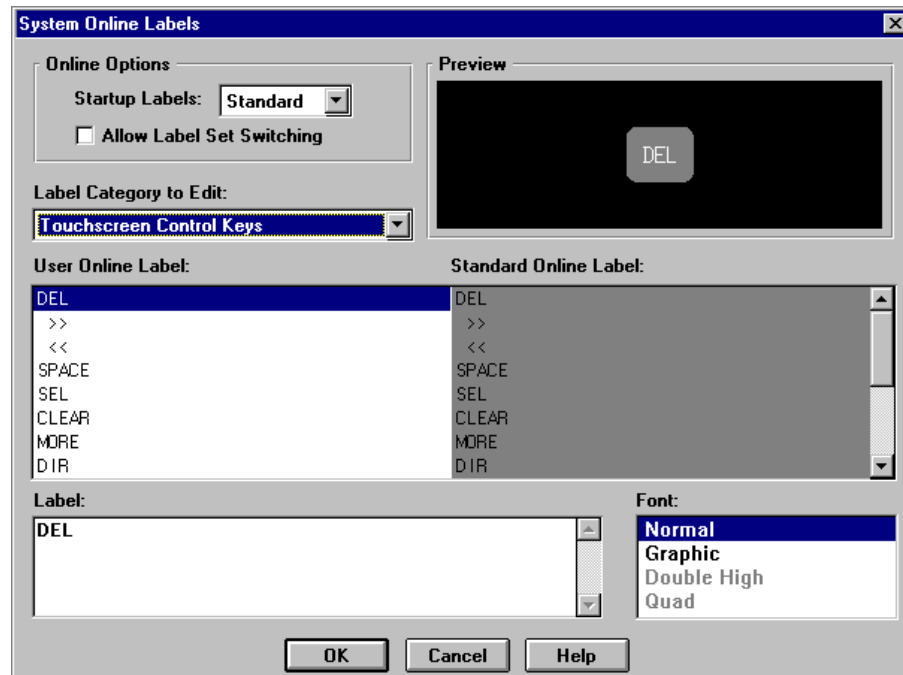 System Online Labels
Online Options
Startup Labels: Standard
Allow Label Set Switching
Preview
DEL
Label Category to Edit:
Touchscreen Control Keys
User Online Label: Standard Online Label:
DEL DEL
>> >>
<< <<
SPACE SPACE
SEL SEL
CLEAR CLEAR
MORE MORE
DIR DIR
Label:
DEL
Font:
Normal
Graphic
Double High
Quad
OK Cancel Help